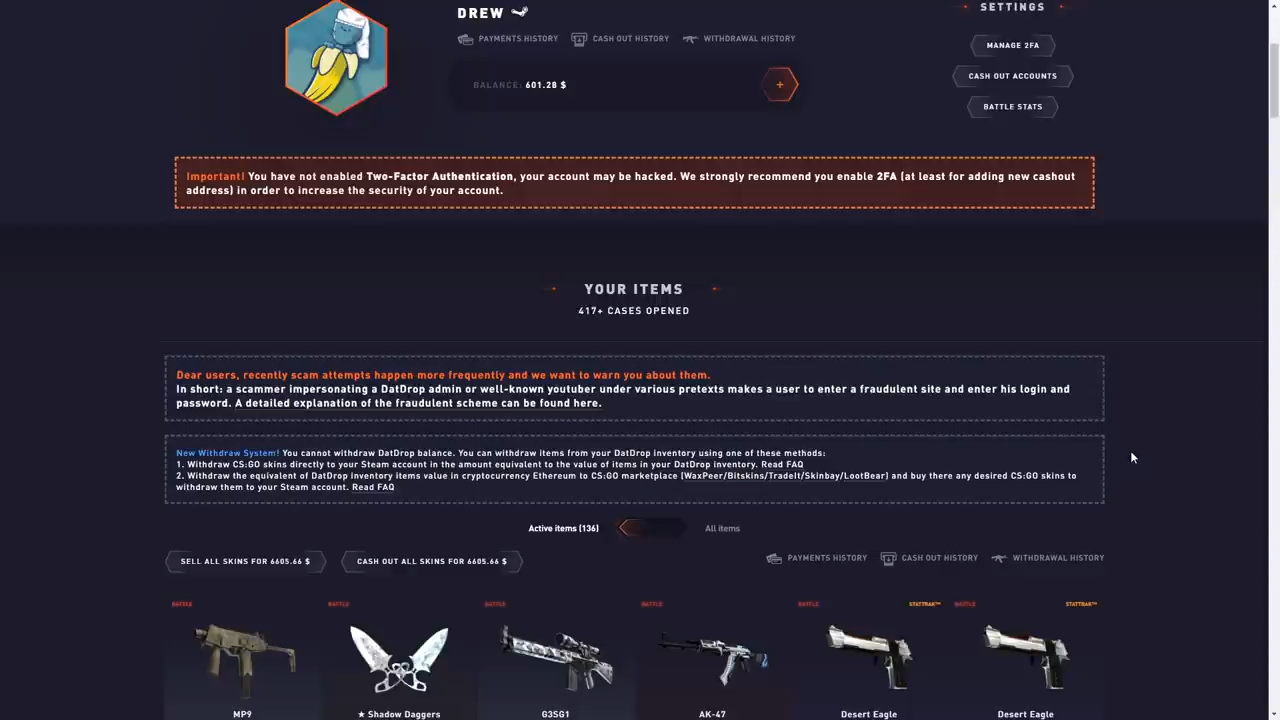 DREW
SETTINGS
PAYMENTS HISTORY
CASH OUT HISTORY
WITHDRAWAL HISTORY
MANAGE 2FA
CASH OUT ACCOUNTS
BALANCE: 601.28 $
+
BATTLE STATS
Important! You have not enabled Two-Factor Authentication, your account may be hacked. We strongly recommend you enable 2FA (at least for adding new cashout
address) in order to increase the security of your account.
YOUR ITEMS
417+ CASES OPENED
Dear users, recently scam attempts happen more frequently and we want to warn you about them.
In short: a scammer impersonating a DatDrop admin or well-known youtuber under various pretexts makes a user to enter a fraudulent site and enter his login and
password. A detailed explanation of the fraudulent scheme can be found here.
New Withdraw System! You cannot withdraw DatDrop balance. You can withdraw items from your DatDrop inventory using one of these methods:
1. Withdraw CS:GO skins directly to your Steam account in the amount equivalent to the value of items in your DatDrop inventory. Read FAQ
2. Withdraw the equivalent of DatDrop inventory items value in cryptocurrency Ethereum to CS:GO marketplace (WaxPeer/Bitskins/TradeIt/Skinbay/LootBear) and buy there any desired CS:GO skins to
withdraw them to your Steam account. Read FAQ
Active items (136)
All items
SELL ALL SKINS FOR 6605.66 $
CASH OUT ALL SKINS FOR 6605.66 $
PAYMENTS HISTORY
CASH OUT HISTORY
WITHDRAWAL HISTORY
BATTLE
BATTLE
BATTLE
BATTLE
BATTLE
STATTRAK™
BATTLE
STATTRAK™
MP9
★ Shadow Daggers
G3SG1
AK-47
Desert Eagle
Desert Eagle